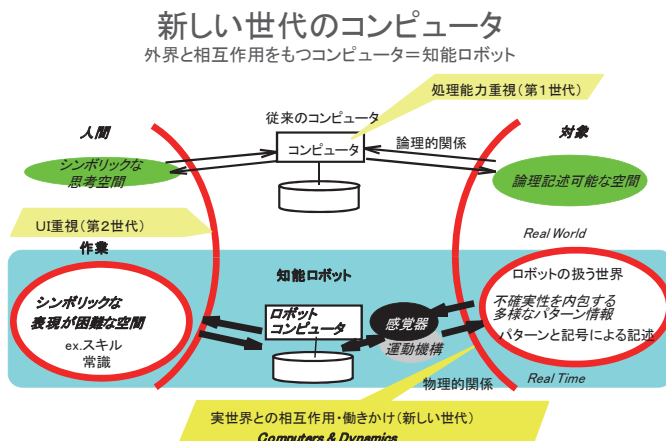 新しい世代のコンピュータ
外界と相互作用をもつコンピュータ＝知能ロボット
処理能力重視(第1世代)
従来のコンピュータ
人間
対象
コンピュータ
論理的関係
シンボリックな
思考空間
論理記述可能な空間
UI重視(第2世代)
作業
Real World
知能ロボット
ロボットの扱う世界
シンボリックな
表現が困難な空間
ex.スキル
常識
ロボット
コンピュータ
感覚器
運動機構
不確実性を内包する
多様なパターン情報
パターンと記号による記述
物理的関係
Real Time
実世界との相互作用・働きかけ(新しい世代)
Computers & Dynamics